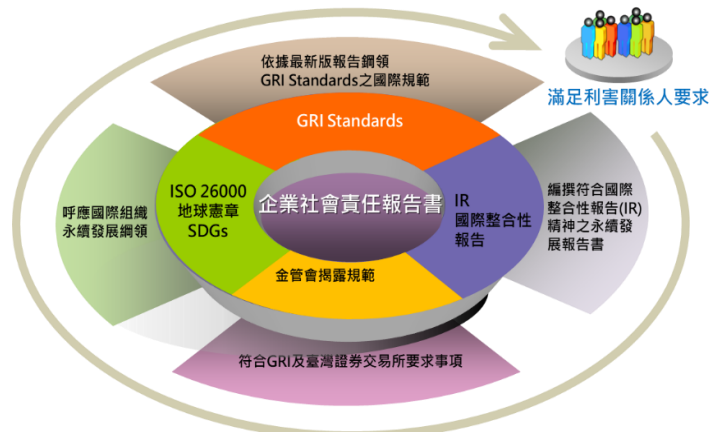 依據最新版報告鋼領
GRI Standards之國際規範
滿足利害關係人要求
GRI Standards
呼應國際組織
永續發展綱領
ISO 26000
地球憲章
SDGs
企業社會責任報告書
IR
國際整合性
報告
編撰符合國際
整合性報告(IR)
精神之永續發
展報告書
金管會揭露規範
符合GRI及臺灣證券交易所要求事項